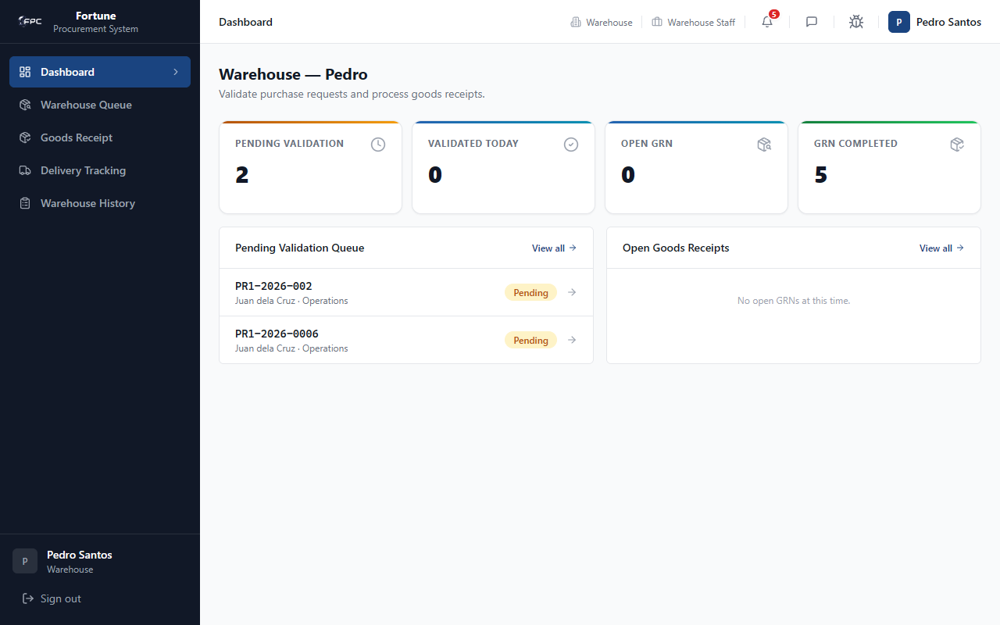 FPC
Fortune
Procurement System
Dashboard
Warehouse Queue
Goods Receipt
Delivery Tracking
Warehouse History
P
Pedro Santos
Warehouse
Sign out
Dashboard
Warehouse
Warehouse Staff
5
P
Pedro Santos
Warehouse — Pedro
Validate purchase requests and process goods receipts.
PENDING VALIDATION
2
VALIDATED TODAY
0
OPEN GRN
0
GRN COMPLETED
5
Pending Validation Queue
View all →
PR1-2026-002
Juan dela Cruz · Operations
Pending
PR1-2026-0006
Juan dela Cruz · Operations
Pending
Open Goods Receipts
View all →
No open GRNs at this time.